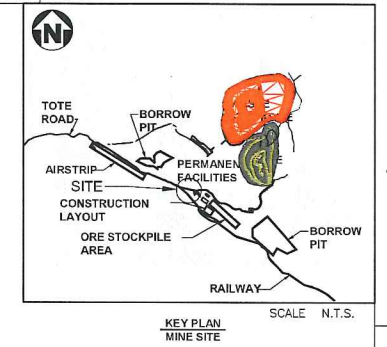 N
TOTE
ROAD
BORROW
PIT
AIRSTRIP
PERMANEN
FACILITIES
SITE
CONSTRUCTION
LAYOUT
ORE STOCKPILE
AREA
BORROW
PIT
RAILWAY
SCALE N.T.S.
KEY PLAN
MINE SITE